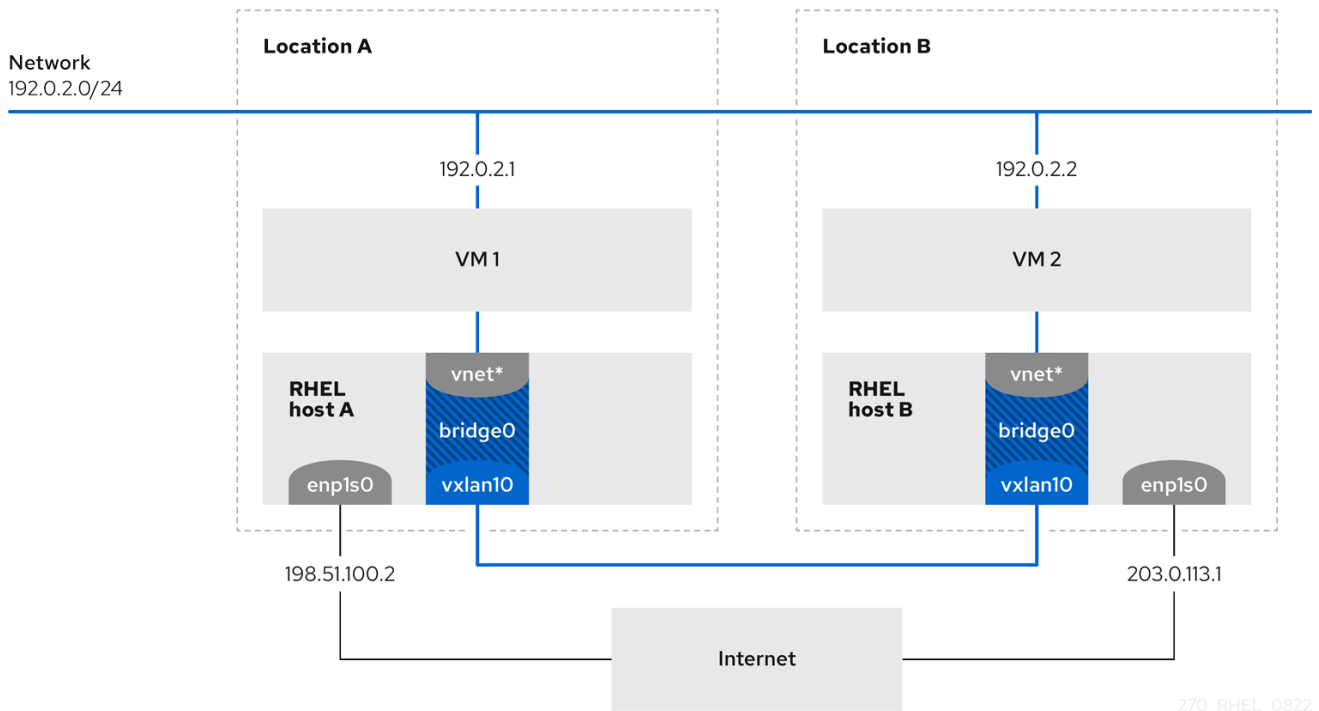 Location A
Location B
Network
192.0.2.0/24
192.0.2.1
192.0.2.2
VM 1
VM 2
RHEL
host A
vnet*
bridge0
enp1s0
vxlan10
RHEL
host B
vnet*
bridge0
vxlan10
enp1s0
198.51.100.2
203.0.113.1
Internet
270_RHEL_0822